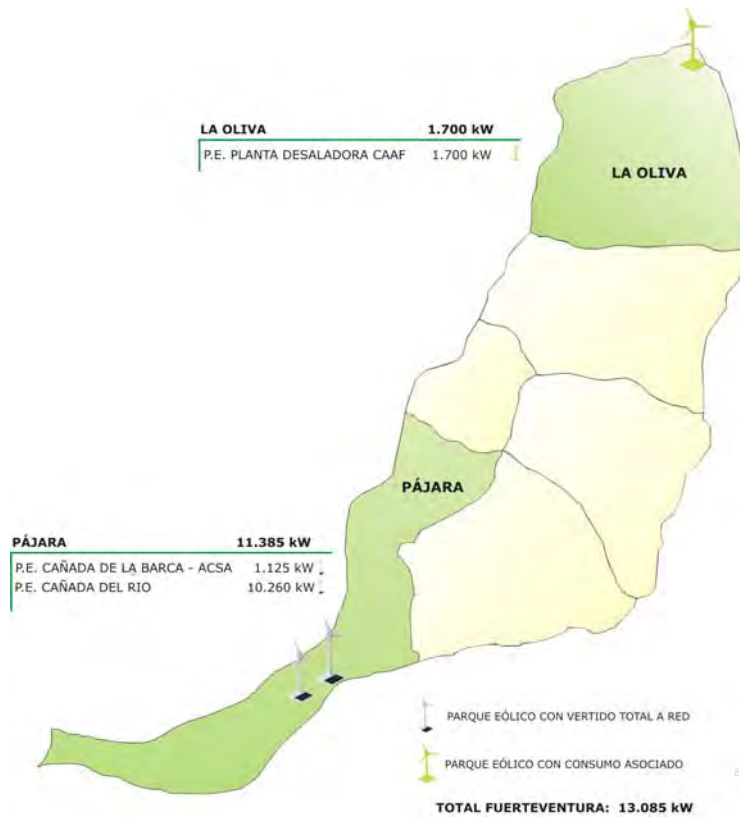 LA OLIVA 1.700 kW
P.E. PLANTA DESALADORA CAAF 1.700 kW
LA OLIVA
PÁJARA
PÁJARA 11.385 kW
P.E. CAÑADA DE LA BARCA - ACSA 1.125 kW
P.E. CAÑADA DEL RIO 10.260 kW
PARQUE EÓLICO CON VERTIDO TOTAL A RED
PARQUE EÓLICO CON CONSUMO ASOCIADO
TOTAL FUERTEVENTURA: 13.085 kW